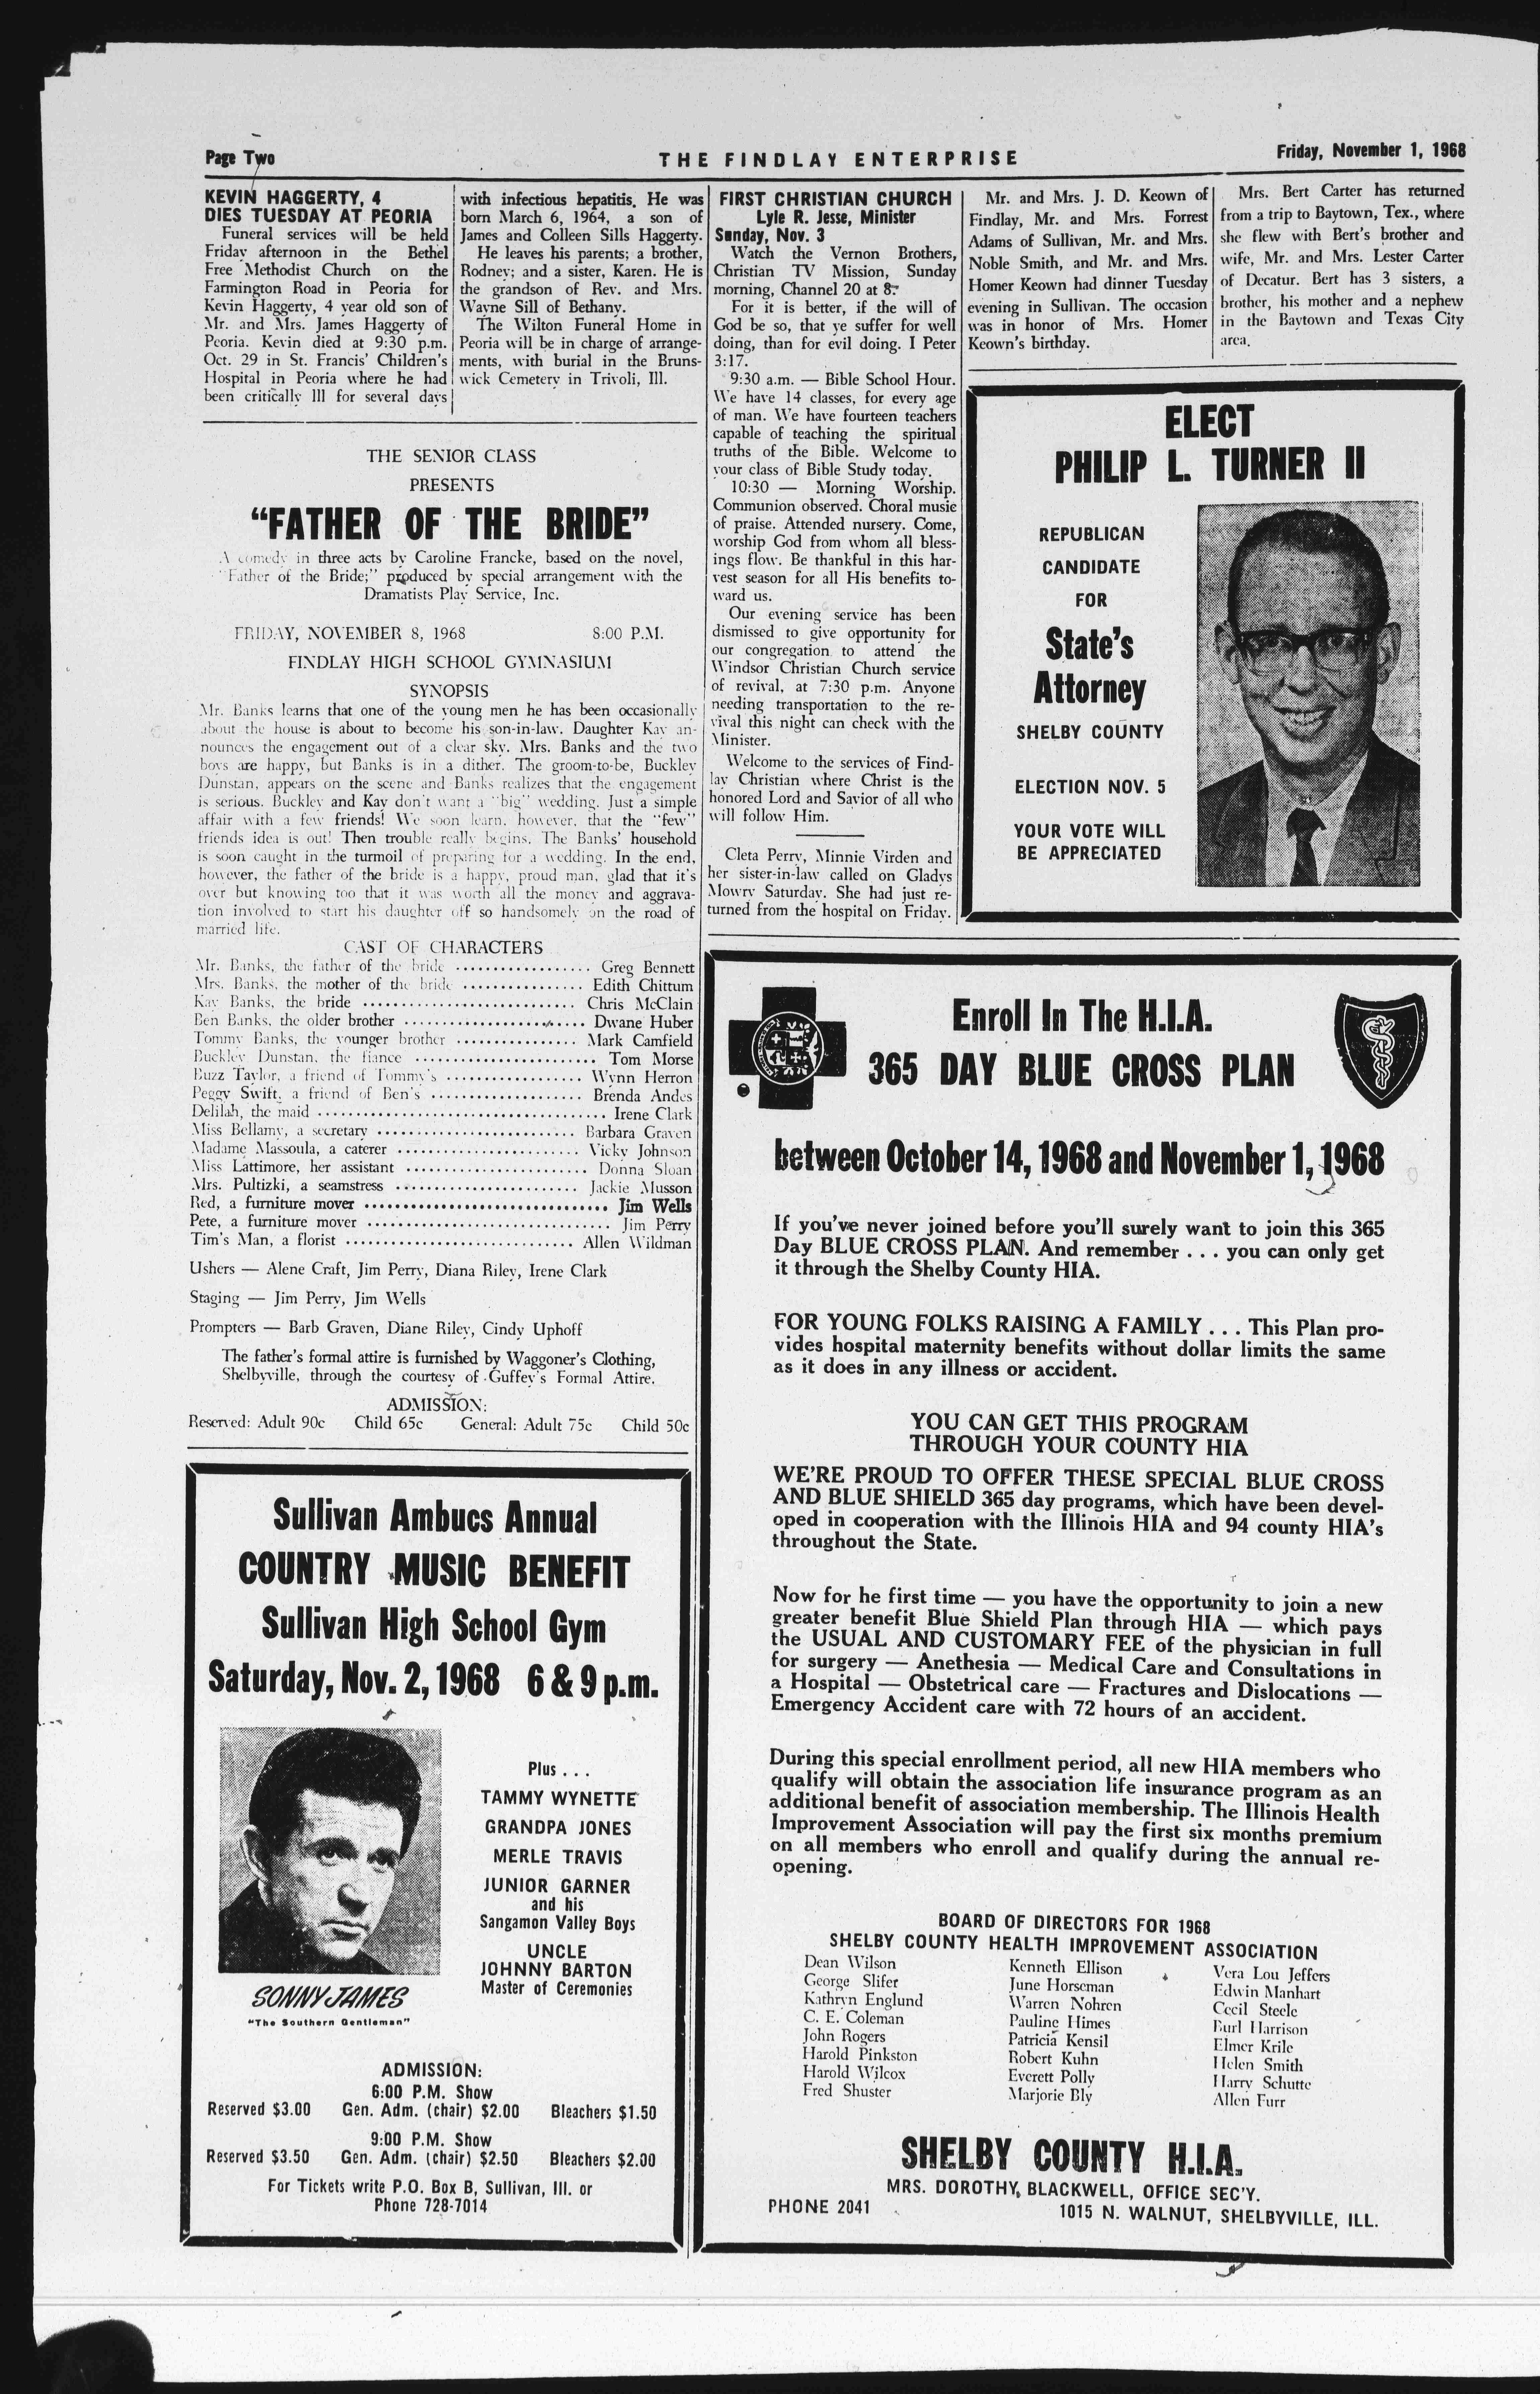 Page Two
THE FINDLAY ENTERPRISE
Friday, November 1, 1968
KEVIN HAGGERTY, 4
DIES TUESDAY AT PEORIA
Funeral services will be held
Friday afternoon in the Bethel
Free Methodist Church on the
Farmington Road in Peoria for
Kevin Haggerty, 4 year old son of
Mr. and Mrs. James Haggerty of
Peoria. Kevin died at 9:30 p.m.
Oct. 29 in St. Francis' Children's
Hospital in Peoria where he had
been critically Ill for several days
with infectious hepatitis. He was
born March 6, 1964, a son of
James and Colleen Sills Haggerty.
He leaves his parents; a brother,
Rodney; and a sister, Karen. He is
the grandson of Rev. and Mrs.
Wayne Sill of Bethany.
The Wilton Funeral Home in
Peoria will be in charge of arrange-
ments, with burial in the Bruns-
wick Cemetery in Trivoli, Ill.
THE SENIOR CLASS
PRESENTS
"FATHER OF THE BRIDE"
A comedy in three acts by Caroline Francke, based on the novel,
"Father of the Bride;" produced by special arrangement with the
Dramatists Play Service, Inc.
FRIDAY, NOVEMBER 8, 1968 8:00 P.M.
FINDLAY HIGH SCHOOL GYMNASIUM
SYNOPSIS
Mr. Banks learns that one of the young men he has been occasionally
about the house is about to become his son-in-law. Daughter Kay an-
nounces the engagement out of a clear sky. Mrs. Banks and the two
boys are happy, but Banks is in a dither. The groom-to-be, Buckley
Dunstan, appears on the scene and Banks realizes that the engagement
is serious. Buckley and Kay don't want a "big" wedding. Just a simple
affair with a few friends! We soon learn, however, that the "few"
friends idea is out! Then trouble really begins. The Banks' household
is soon caught in the turmoil of preparing for a wedding. In the end,
however, the father of the bride is a happy, proud man, glad that it's
over but knowing too that it was worth all the money and aggrava-
tion involved to start his daughter off so handsomely on the road of
married life.
CAST OF CHARACTERS
Mr. Banks, the father of the bride .................. Greg Bennett
Mrs. Banks, the mother of the bride ................ Edith Chittum
Kay Banks, the bride ............................ Chris McClain
Ben Banks, the older brother ........................ Dwane Huber
Tommy Banks, the younger brother ................ Mark Camfield
Buckley Dunstan, the fiance ........................ Tom Morse
Buzz Taylor, a friend of Tommy's .................. Wynn Herron
Peggy Swift, a friend of Ben's .................... Brenda Andes
Delilah, the maid ...................................... Irene Clark
Miss Bellamy, a secretary .......................... Barbara Graven
Madame Massoula, a caterer ........................ Vicky Johnson
Miss Lattimore, her assistant ........................ Donna Sloan
Mrs. Pultizki, a seamstress ........................ Jackie Musson
Red, a furniture mover ................................ Jim Wells
Pete, a furniture mover ................................ Jim Perry
Tim's Man, a florist .............................. Allen Wildman
Ushers — Alene Craft, Jim Perry, Diana Riley, Irene Clark
Staging — Jim Perry, Jim Wells
Prompters — Barb Graven, Diane Riley, Cindy Uphoff
The father's formal attire is furnished by Waggoner's Clothing,
Shelbyville, through the courtesy of Guffey's Formal Attire.
ADMISSION:
Reserved: Adult 90c Child 65c General: Adult 75c Child 50c
Sullivan Ambucs Annual
COUNTRY MUSIC BENEFIT
Sullivan High School Gym
Saturday, Nov. 2, 1968 6 & 9 p.m.
Plus . . .
TAMMY WYNETTE
GRANDPA JONES
MERLE TRAVIS
JUNIOR GARNER
and his
Sangamon Valley Boys
UNCLE
JOHNNY BARTON
Master of Ceremonies
SONNY JAMES
"The Southern Gentleman"
ADMISSION:
6:00 P.M. Show
Reserved $3.00 Gen. Adm. (chair) $2.00 Bleachers $1.50
9:00 P.M. Show
Reserved $3.50 Gen. Adm. (chair) $2.50 Bleachers $2.00
For Tickets write P.O. Box B, Sullivan, Ill. or
Phone 728-7014
FIRST CHRISTIAN CHURCH
Lyle R. Jesse, Minister
Sunday, Nov. 3
Watch the Vernon Brothers,
Christian TV Mission, Sunday
morning, Channel 20 at 8.
For it is better, if the will of
God be so, that ye suffer for well
doing, than for evil doing. I Peter
3:17.
9:30 a.m. — Bible School Hour.
We have 14 classes, for every age
of man. We have fourteen teachers
capable of teaching the spiritual
truths of the Bible. Welcome to
your class of Bible Study today.
10:30 — Morning Worship.
Communion observed. Choral music
of praise. Attended nursery. Come,
worship God from whom all bless-
ings flow. Be thankful in this har-
vest season for all His benefits to-
ward us.
Our evening service has been
dismissed to give opportunity for
our congregation to attend the
Windsor Christian Church service
of revival, at 7:30 p.m. Anyone
needing transportation to the re-
vival this night can check with the
Minister.
Welcome to the services of Find-
lay Christian where Christ is the
honored Lord and Savior of all who
will follow Him.
Cleta Perry, Minnie Virden and
her sister-in-law called on Gladys
Mowry Saturday. She had just re-
turned from the hospital on Friday.
Mr. and Mrs. J. D. Keown of
Findlay, Mr. and Mrs. Forrest
Adams of Sullivan, Mr. and Mrs.
Noble Smith, and Mr. and Mrs.
Homer Keown had dinner Tuesday
evening in Sullivan. The occasion
was in honor of Mrs. Homer
Keown's birthday.
Mrs. Bert Carter has returned
from a trip to Baytown, Tex., where
she flew with Bert's brother and
wife, Mr. and Mrs. Lester Carter
of Decatur. Bert has 3 sisters, a
brother, his mother and a nephew
in the Baytown and Texas City
area.
ELECT
PHILIP L. TURNER II
REPUBLICAN
CANDIDATE
FOR
State's
Attorney
SHELBY COUNTY
ELECTION NOV. 5
YOUR VOTE WILL
BE APPRECIATED
Enroll In The H.I.A.
365 DAY BLUE CROSS PLAN
between October 14, 1968 and November 1, 1968
If you've never joined before you'll surely want to join this 365
Day BLUE CROSS PLAN. And remember . . . you can only get
it through the Shelby County HIA.
FOR YOUNG FOLKS RAISING A FAMILY . . . This Plan pro-
vides hospital maternity benefits without dollar limits the same
as it does in any illness or accident.
YOU CAN GET THIS PROGRAM
THROUGH YOUR COUNTY HIA
WE'RE PROUD TO OFFER THESE SPECIAL BLUE CROSS
AND BLUE SHIELD 365 day programs, which have been devel-
oped in cooperation with the Illinois HIA and 94 county HIA's
throughout the State.
Now for he first time — you have the opportunity to join a new
greater benefit Blue Shield Plan through HIA — which pays
the USUAL AND CUSTOMARY FEE of the physician in full
for surgery — Anethesia — Medical Care and Consultations in
a Hospital — Obstetrical care — Fractures and Dislocations —
Emergency Accident care with 72 hours of an accident.
During this special enrollment period, all new HIA members who
qualify will obtain the association life insurance program as an
additional benefit of association membership. The Illinois Health
Improvement Association will pay the first six months premium
on all members who enroll and qualify during the annual re-
opening.
BOARD OF DIRECTORS FOR 1968
SHELBY COUNTY HEALTH IMPROVEMENT ASSOCIATION
Dean Wilson
George Slifer
Kathryn Englund
C. E. Coleman
John Rogers
Harold Pinkston
Harold Wilcox
Fred Shuster
Kenneth Ellison
June Horseman
Warren Nohren
Pauline Himes
Patricia Kensil
Robert Kuhn
Everett Polly
Marjorie Bly
Vera Lou Jeffers
Edwin Manhart
Cecil Steele
Burl Harrison
Elmer Krile
Helen Smith
Harry Schutte
Allen Furr
SHELBY COUNTY H.I.A.
MRS. DOROTHY BLACKWELL, OFFICE SEC'Y.
PHONE 2041 1015 N. WALNUT, SHELBYVILLE, ILL.